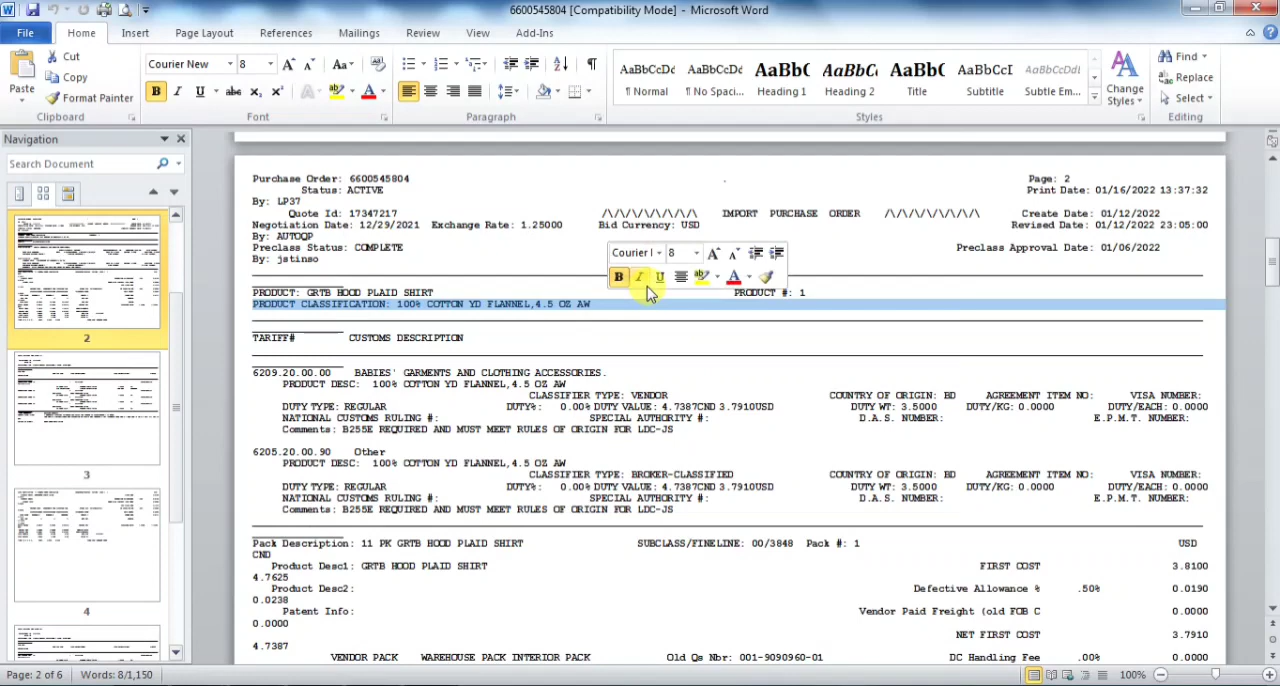 6600545804 [Compatibility Mode] - Microsoft Word
File Home Insert Page Layout References Mailings Review View Add-Ins
Paste
Cut
Copy
Format Painter
Clipboard
Courier New 8
Font
Paragraph
AaBbCcDd AaBbCcDd AaBbC AaBbCc AaBbC AaBbCcI AaBbCcDd
¶ Normal ¶ No Spaci... Heading 1 Heading 2 Title Subtitle Subtle Em...
Styles
Change Styles
Find
Replace
Select
Editing
Navigation
Search Document
2
3
4
Purchase Order: 6600545804 Page: 2
Status: ACTIVE Print Date: 01/16/2022 13:37:32
By: LP37
Quote Id: 17347217 /\/\/\/\/\/\/\/\ IMPORT PURCHASE ORDER /\/\/\/\/\/\/\/\ Create Date: 01/12/2022
Negotiation Date: 12/29/2021 Exchange Rate: 1.25000 Bid Currency: USD Revised Date: 01/12/2022 23:05:00
By: AUTOQP
Preclass Status: COMPLETE Preclass Approval Date: 01/06/2022
By: jstinso
Courier 8
PRODUCT: GRTB HOOD PLAID SHIRT PRODUCT #: 1
PRODUCT CLASSIFICATION: 100% COTTON YD FLANNEL,4.5 OZ AW
TARIFF# CUSTOMS DESCRIPTION
6209.20.00.00 BABIES' GARMENTS AND CLOTHING ACCESSORIES.
PRODUCT DESC: 100% COTTON YD FLANNEL,4.5 OZ AW
CLASSIFIER TYPE: VENDOR COUNTRY OF ORIGIN: BD AGREEMENT ITEM NO: VISA NUMBER:
DUTY TYPE: REGULAR DUTY%: 0.00% DUTY VALUE: 4.7387CND 3.7910USD DUTY WT: 3.5000 DUTY/KG: 0.0000 DUTY/EACH: 0.0000
NATIONAL CUSTOMS RULING #: SPECIAL AUTHORITY #: D.A.S. NUMBER: E.P.M.T. NUMBER:
Comments: B255E REQUIRED AND MUST MEET RULES OF ORIGIN FOR LDC-JS
6205.20.00.90 Other
PRODUCT DESC: 100% COTTON YD FLANNEL,4.5 OZ AW
CLASSIFIER TYPE: BROKER-CLASSIFIED COUNTRY OF ORIGIN: BD AGREEMENT ITEM NO: VISA NUMBER:
DUTY TYPE: REGULAR DUTY%: 0.00% DUTY VALUE: 4.7387CND 3.7910USD DUTY WT: 3.5000 DUTY/KG: 0.0000 DUTY/EACH: 0.0000
NATIONAL CUSTOMS RULING #: SPECIAL AUTHORITY #: D.A.S. NUMBER: E.P.M.T. NUMBER:
Comments: B255E REQUIRED AND MUST MEET RULES OF ORIGIN FOR LDC-JS
Pack Description: 11 PK GRTB HOOD PLAID SHIRT SUBCLASS/FINELINE: 00/3848 Pack #: 1 USD
CND
Product Desc1: GRTB HOOD PLAID SHIRT FIRST COST 3.8100
4.7625
Product Desc2: Defective Allowance % .50% 0.0190
0.0238
Patent Info: Vendor Paid Freight (old FOB C 0.0000
0.0000
NET FIRST COST 3.7910
4.7387
VENDOR PACK WAREHOUSE PACK INTERIOR PACK Old Qs Nbr: 001-9090960-01 DC Handling Fee .00% 0.0000
Page: 2 of 6 Words: 8/1,150 100%